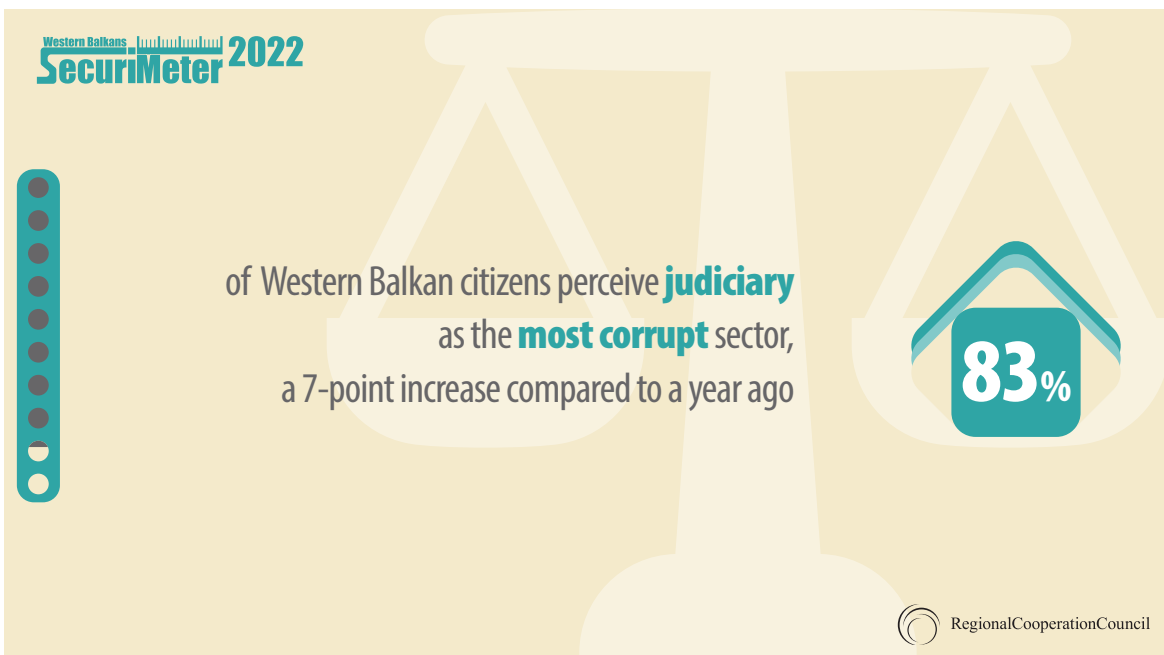 Western Balkans
SecuriMeter 2022
of Western Balkan citizens perceive judiciary
as the most corrupt sector,
a 7-point increase compared to a year ago
83%
RegionalCooperationCouncil